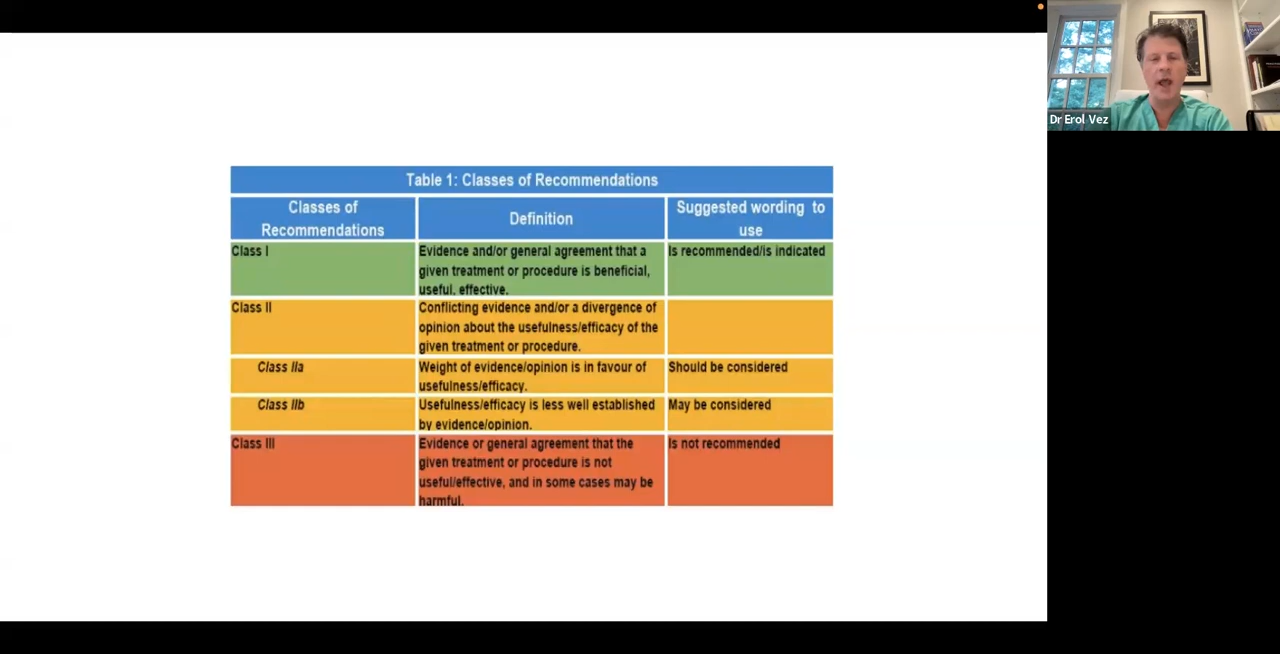 Dr Erol Vez
Table 1: Classes of Recommendations
Classes of
Recommendations
Definition
Suggested wording to
use
Class I
Evidence and/or general agreement that a
given treatment or procedure is beneficial,
useful, effective.
Is recommended/is indicated
Class II
Conflicting evidence and/or a divergence of
opinion about the usefulness/efficacy of the
given treatment or procedure.
Class IIa
Weight of evidence/opinion is in favour of
usefulness/efficacy.
Should be considered
Class IIb
Usefulness/efficacy is less well established
by evidence/opinion.
May be considered
Class III
Evidence or general agreement that the
given treatment or procedure is not
useful/effective, and in some cases may be
harmful.
Is not recommended